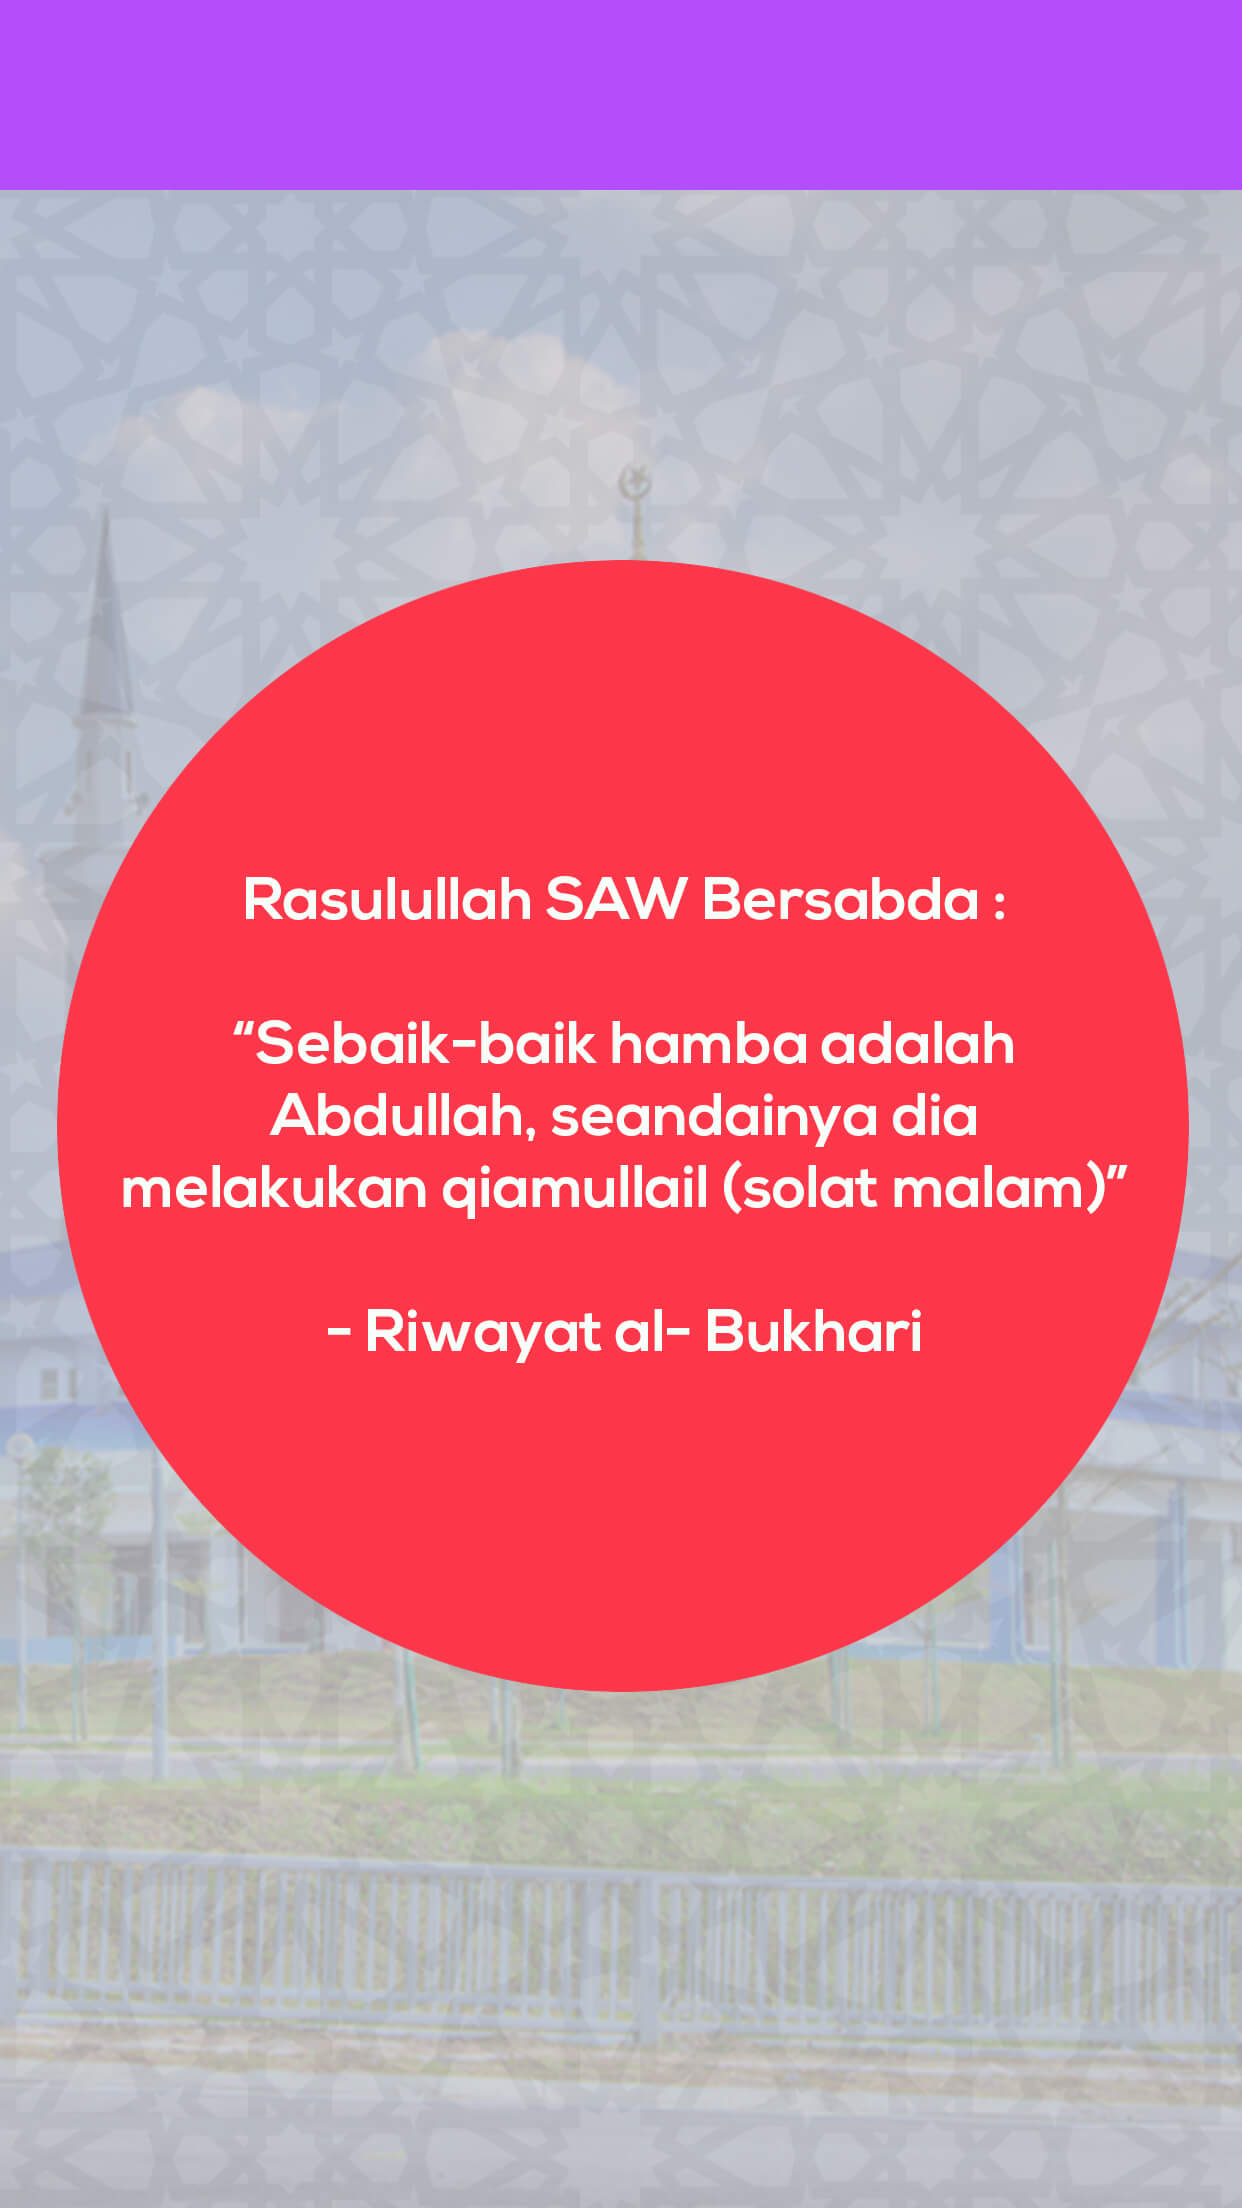 Rasulullah SAW Bersabda :
“Sebaik-baik hamba adalah
Abdullah, seandainya dia
melakukan qiamullail (solat malam)”
- Riwayat al- Bukhari